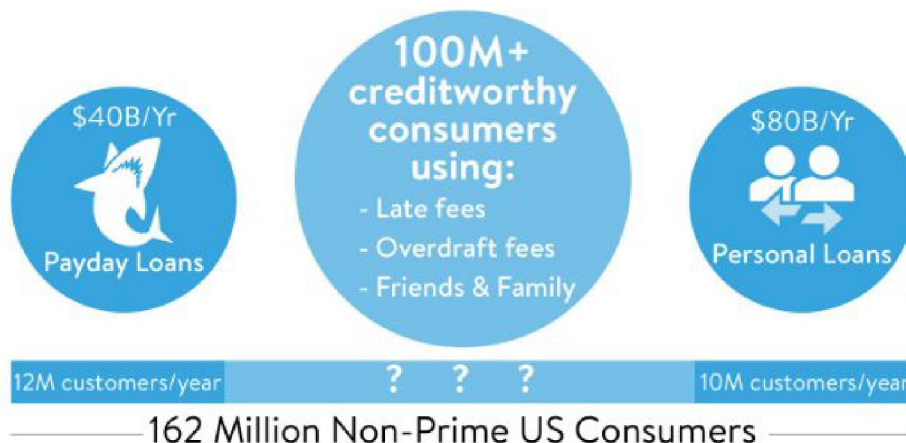 $40B/Yr
Payday Loans
100M+
creditworthy
consumers
using:
- Late fees
- Overdraft fees
- Friends & Family
$80B/Yr
Personal Loans
12M customers/year
? ? ?
10M customers/year
162 Million Non-Prime US Consumers